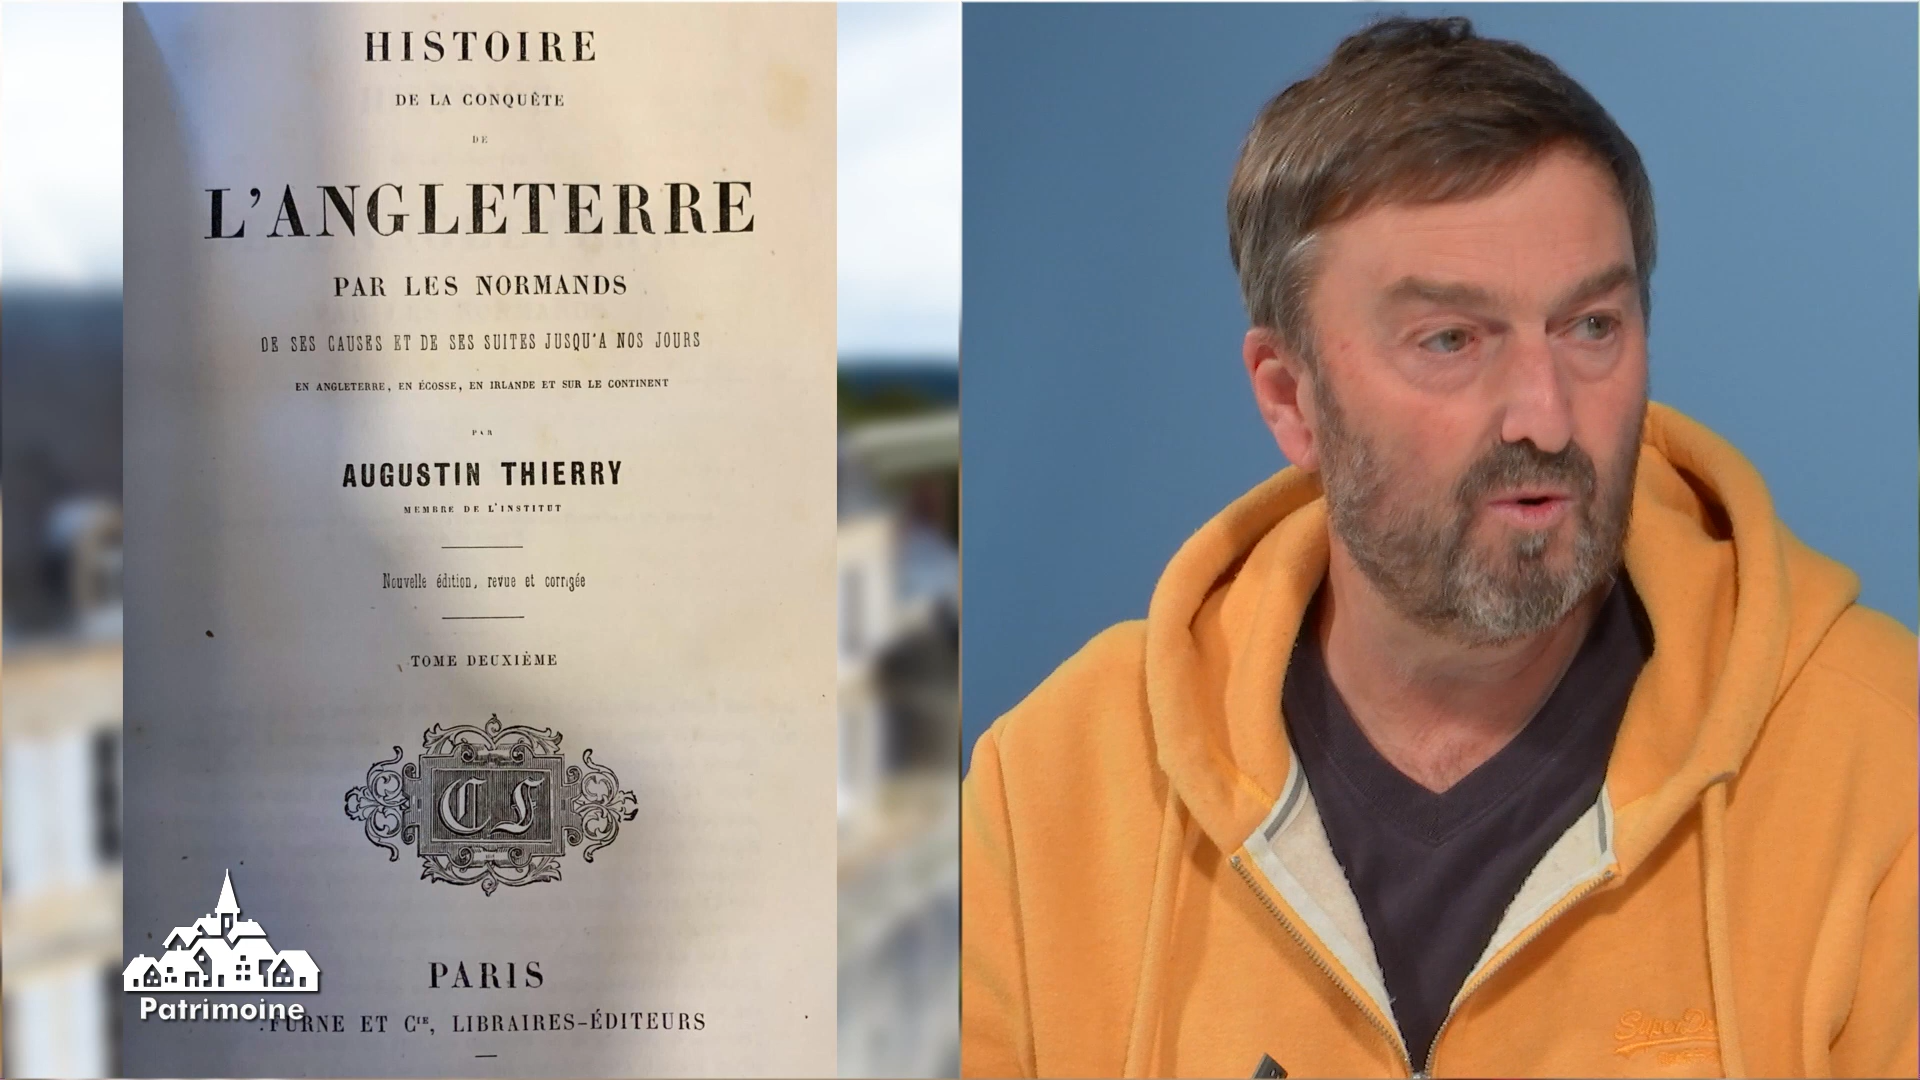 HISTOIRE
DE LA CONQUÊTE
DE
L'ANGLETERRE
PAR LES NORMANDS
DE SES CAUSES ET DE SES SUITES JUSQU'A NOS JOURS
EN ANGLETERRE, EN ÉCOSSE, EN IRLANDE ET SUR LE CONTINENT
PAR
AUGUSTIN THIERRY
MEMBRE DE L'INSTITUT
Nouvelle édition, revue et corrigée
TOME DEUXIÈME
CF
PARIS
FURNE ET CIE, LIBRAIRES-ÉDITEURS
Patrimoine